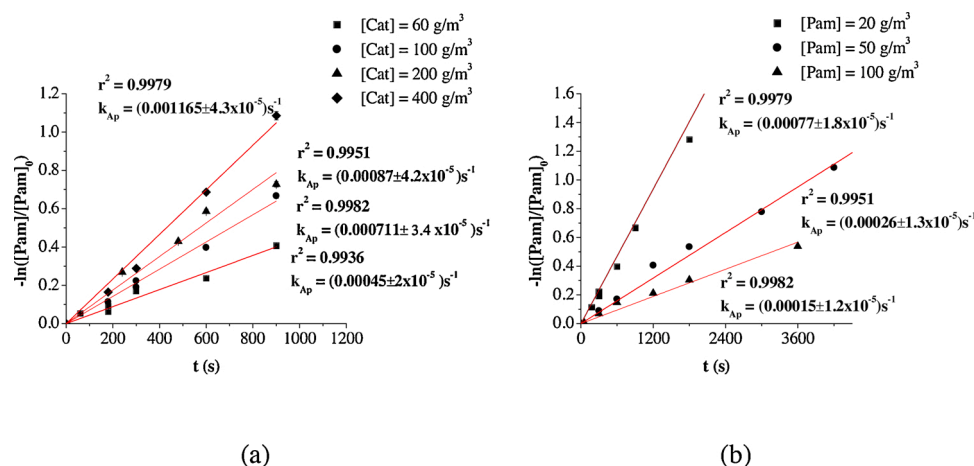 [Cat] = 60 g/m³
[Cat] = 100 g/m³
[Cat] = 200 g/m³
[Cat] = 400 g/m³
r² = 0.9979
k_Ap = (0.001165±4.3x10⁻⁵)s⁻¹
r² = 0.9951
k_Ap = (0.00087±4.2x10⁻⁵)s⁻¹
r² = 0.9982
k_Ap = (0.000711± 3.4 x10⁻⁵)s⁻¹
r² = 0.9936
k_Ap = (0.00045±2x10⁻⁵)s⁻¹
-ln([Pam]/[Pam]₀)
1.2
1.0
0.8
0.6
0.4
0.2
0.0
0 200 400 600 800 1000 1200
t (s)
(a)
[Pam] = 20 g/m³
[Pam] = 50 g/m³
[Pam] = 100 g/m³
r² = 0.9979
k_Ap = (0.00077±1.8x10⁻⁵)s⁻¹
r² = 0.9951
k_Ap = (0.00026±1.3x10⁻⁵)s⁻¹
r² = 0.9982
k_Ap = (0.00015±1.2x10⁻⁵)s⁻¹
-ln([Pam]/[Pam]₀)
1.6
1.4
1.2
1.0
0.8
0.6
0.4
0.2
0.0
0 1200 2400 3600
t (s)
(b)